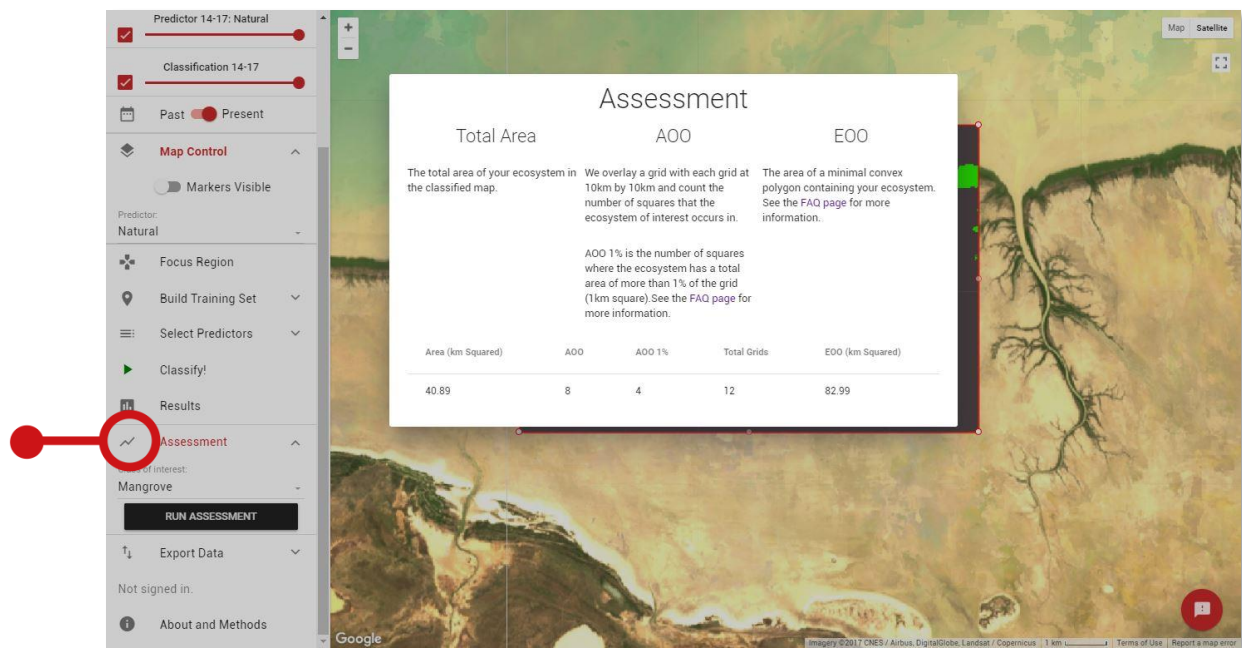 Predictor 14-17: Natural
Classification 14-17
Past Present
Map Control
Markers Visible
Predictor:
Natural
Focus Region
Build Training Set
Select Predictors
Classify!
Results
Assessment
of interest:
Mangrove
RUN ASSESSMENT
Export Data
Not signed in.
About and Methods
+
−
Map Satellite
Assessment
Total Area
The total area of your ecosystem in
the classified map.
AOO
We overlay a grid with each grid at
10km by 10km and count the
number of squares that the
ecosystem of interest occurs in.
AOO 1% is the number of squares
where the ecosystem has a total
area of more than 1% of the grid
(1km square).See the FAQ page for
more information.
EOO
The area of a minimal convex
polygon containing your ecosystem.
See the FAQ page for more
information.
Area (km Squared) AOO AOO 1% Total Grids EOO (km Squared)
40.89 8 4 12 82.99
Google
Imagery ©2017 CNES / Airbus, DigitalGlobe, Landsat / Copernicus 1 km Terms of Use Report a map error